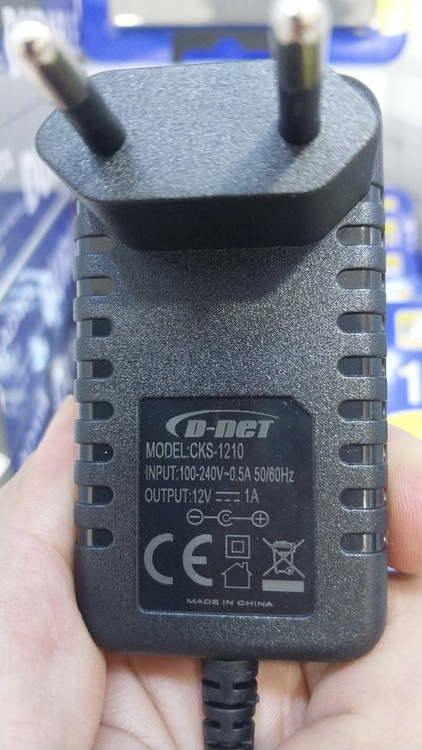 D-net
MODEL:CKS-1210
INPUT:100-240V~0.5A 50/60Hz
OUTPUT:12V ⎓ 1A
CE
MADE IN CHINA